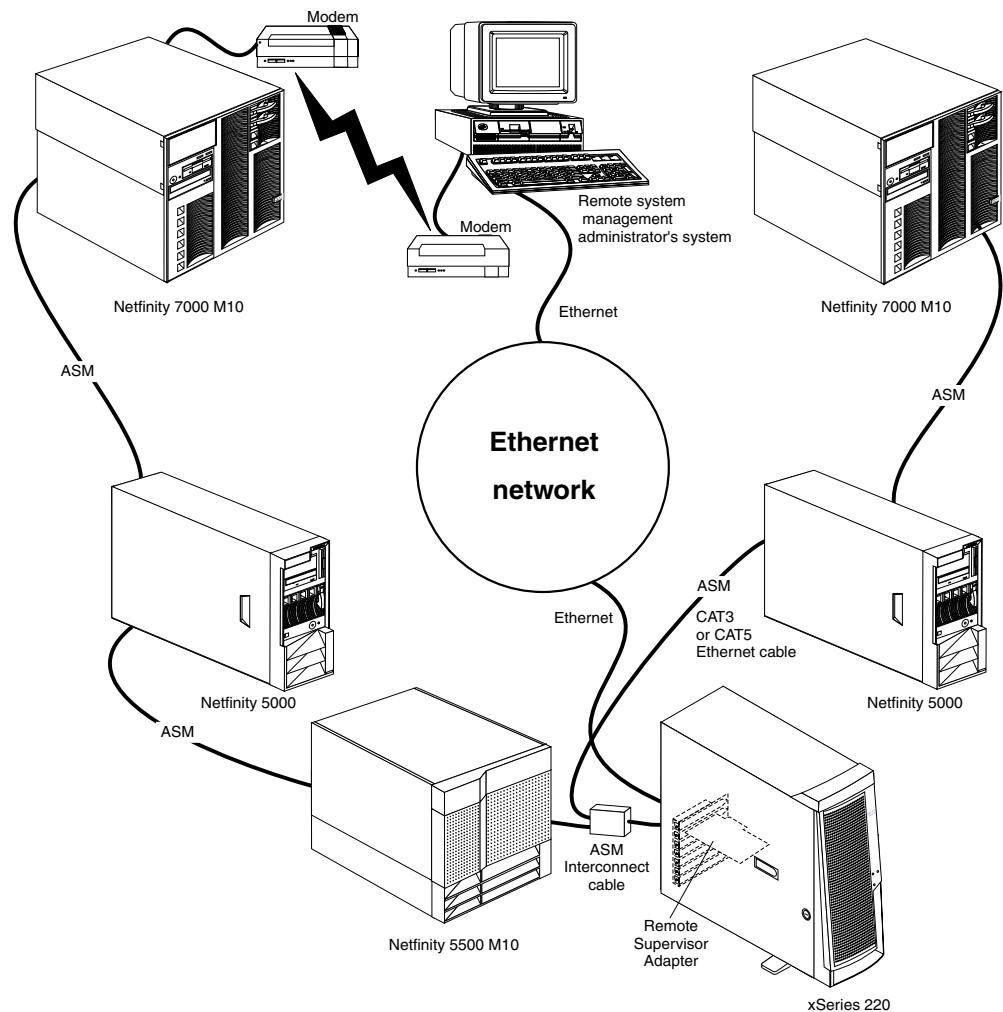 Modem
Modem
Remote system
management
administrator's system
Netfinity 7000 M10
Netfinity 7000 M10
Ethernet
ASM
ASM
Ethernet
network
ASM
Ethernet
CAT3
or CAT5
Ethernet cable
Netfinity 5000
Netfinity 5000
ASM
ASM
Interconnect
cable
Remote
Supervisor
Adapter
Netfinity 5500 M10
xSeries 220